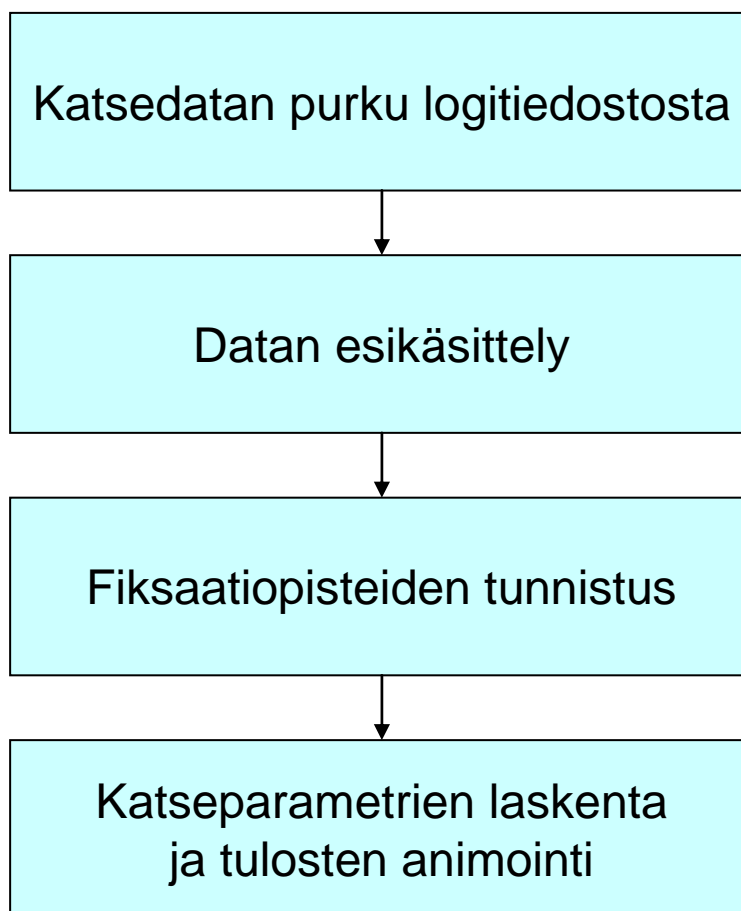 Katsedatan purku logitiedostosta
Datan esikäsittely
Fiksaatiopisteiden tunnistus
Katseparametrien laskenta
ja tulosten animointi